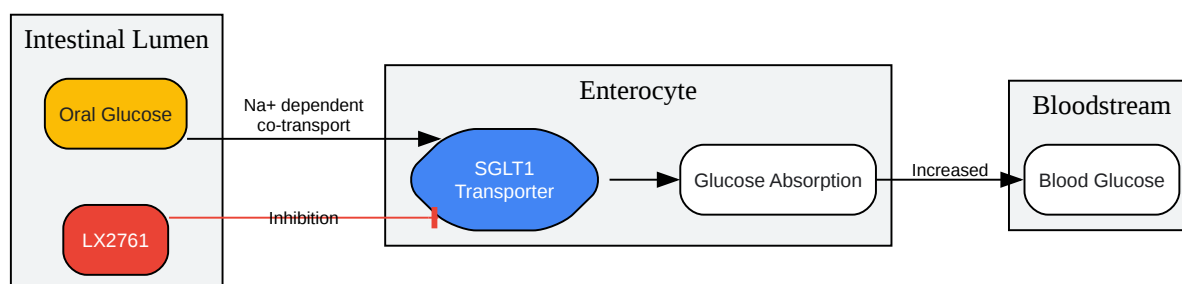 Intestinal Lumen
Oral Glucose
LX2761
Na+ dependent
co-transport
Inhibition
Enterocyte
SGLT1
Transporter
Glucose Absorption
Increased
Bloodstream
Blood Glucose